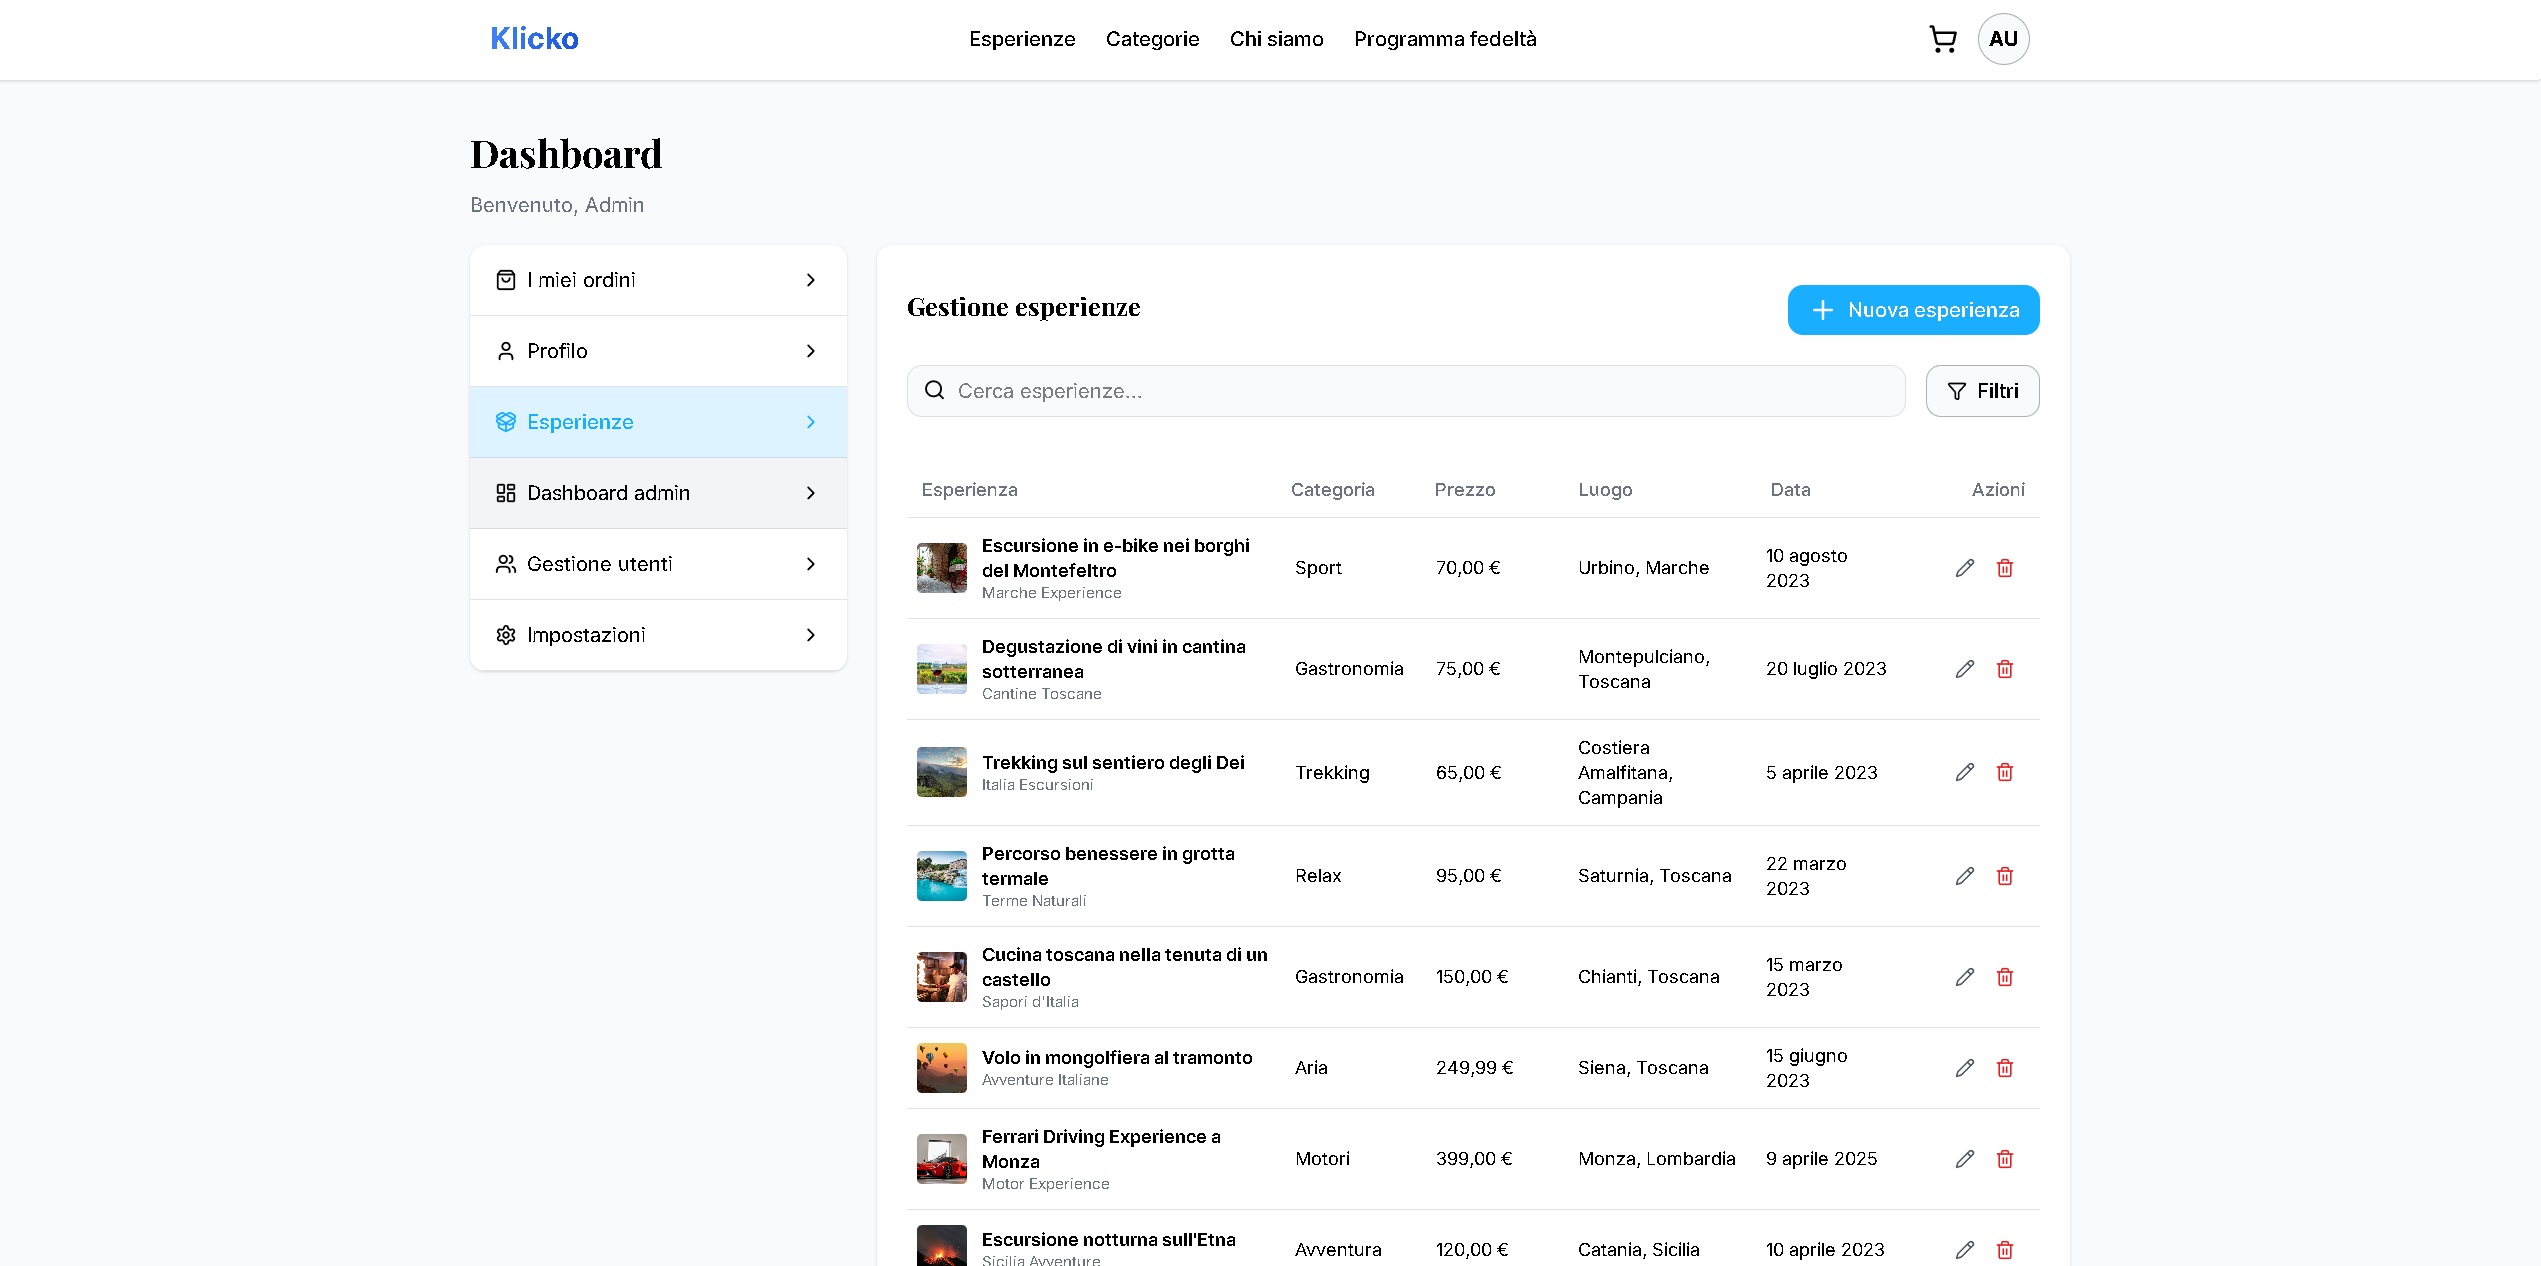 Klicko
Esperienze
Categorie
Chi siamo
Programma fedeltà
AU
Dashboard
Benvenuto, Admin
I miei ordini
Profilo
Esperienze
Dashboard admin
Gestione utenti
Impostazioni
Gestione esperienze
Nuova esperienza
Cerca esperienze...
Filtri
Esperienza Categoria Prezzo Luogo Data Azioni
Escursione in e-bike nei borghi
del Montefeltro
Marche Experience
Sport
70,00 €
Urbino, Marche
10 agosto
2023
Degustazione di vini in cantina
sotterranea
Cantine Toscane
Gastronomia
75,00 €
Montepulciano,
Toscana
20 luglio 2023
Trekking sul sentiero degli Dei
Italia Escursioni
Trekking
65,00 €
Costiera
Amalfitana,
Campania
5 aprile 2023
Percorso benessere in grotta
termale
Terme Naturali
Relax
95,00 €
Saturnia, Toscana
22 marzo
2023
Cucina toscana nella tenuta di un
castello
Sapori d'Italia
Gastronomia
150,00 €
Chianti, Toscana
15 marzo
2023
Volo in mongolfiera al tramonto
Avventure Italiane
Aria
249,99 €
Siena, Toscana
15 giugno
2023
Ferrari Driving Experience a
Monza
Motor Experience
Motori
399,00 €
Monza, Lombardia
9 aprile 2025
Escursione notturna sull'Etna
Sicilia Avventure
Avventura
120,00 €
Catania, Sicilia
10 aprile 2023